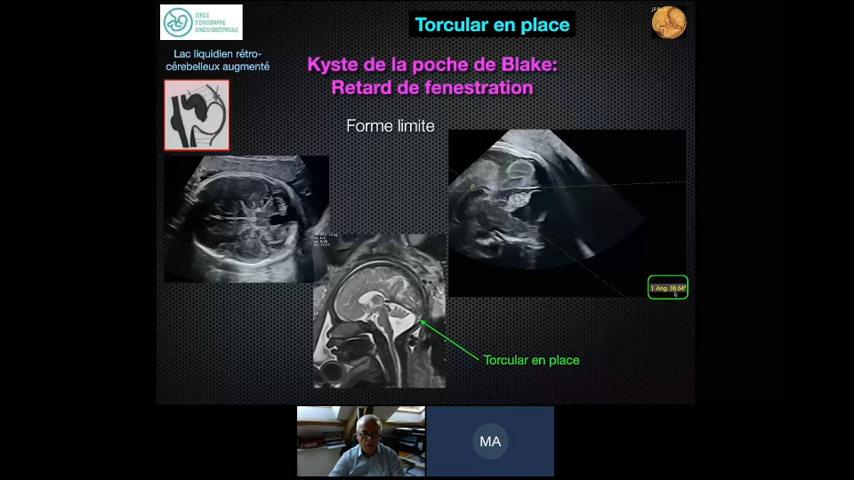 CERCLE
D'ÉCHOGRAPHIE
GYNÉCO-OBSTÉTRICALE
Torcular en place
Lac liquidien rétro-
cérebelleux augmenté
Kyste de la poche de Blake:
Retard de fenestration
Forme limite
1 Ang 38.64°
Torcular en place
MA